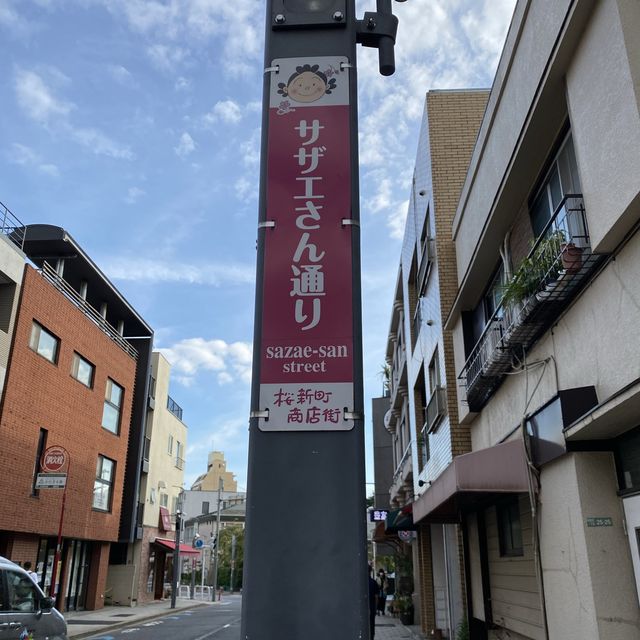 サザエさん通り
sazae-san
street
桜新町
商店街